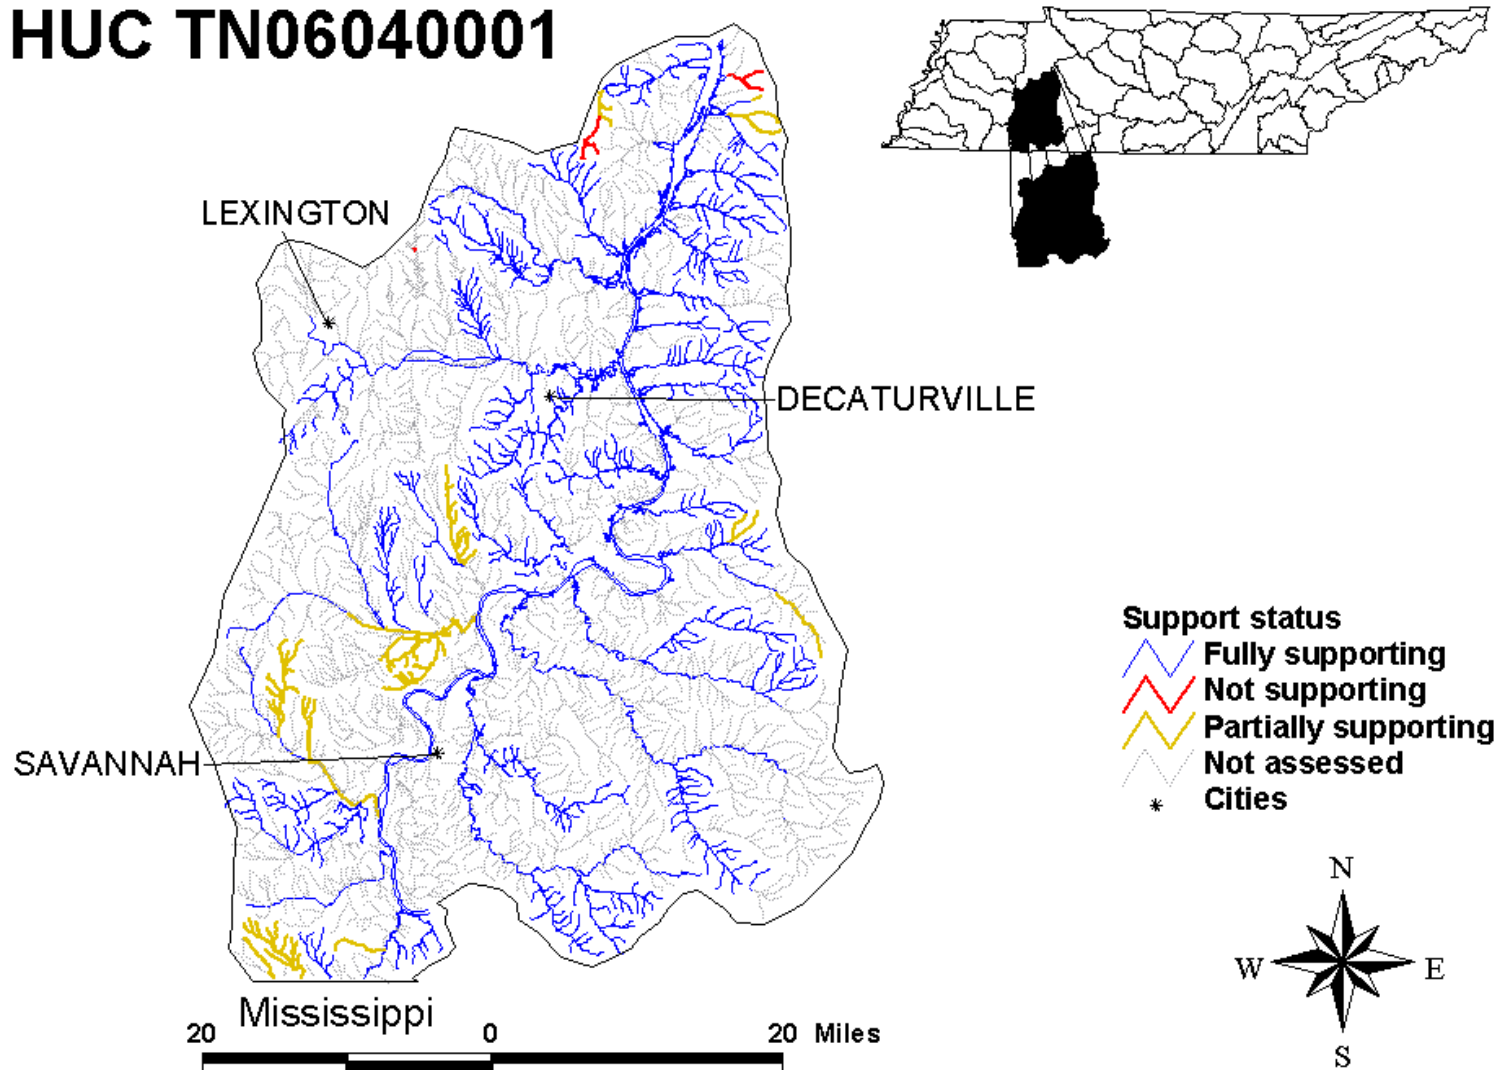 HUC TN06040001
LEXINGTON
DECATURVILLE
Support status
Fully supporting
Not supporting
Partially supporting
Not assessed
Cities
SAVANNAH
N
W
E
S
Mississippi
20 0 20 Miles